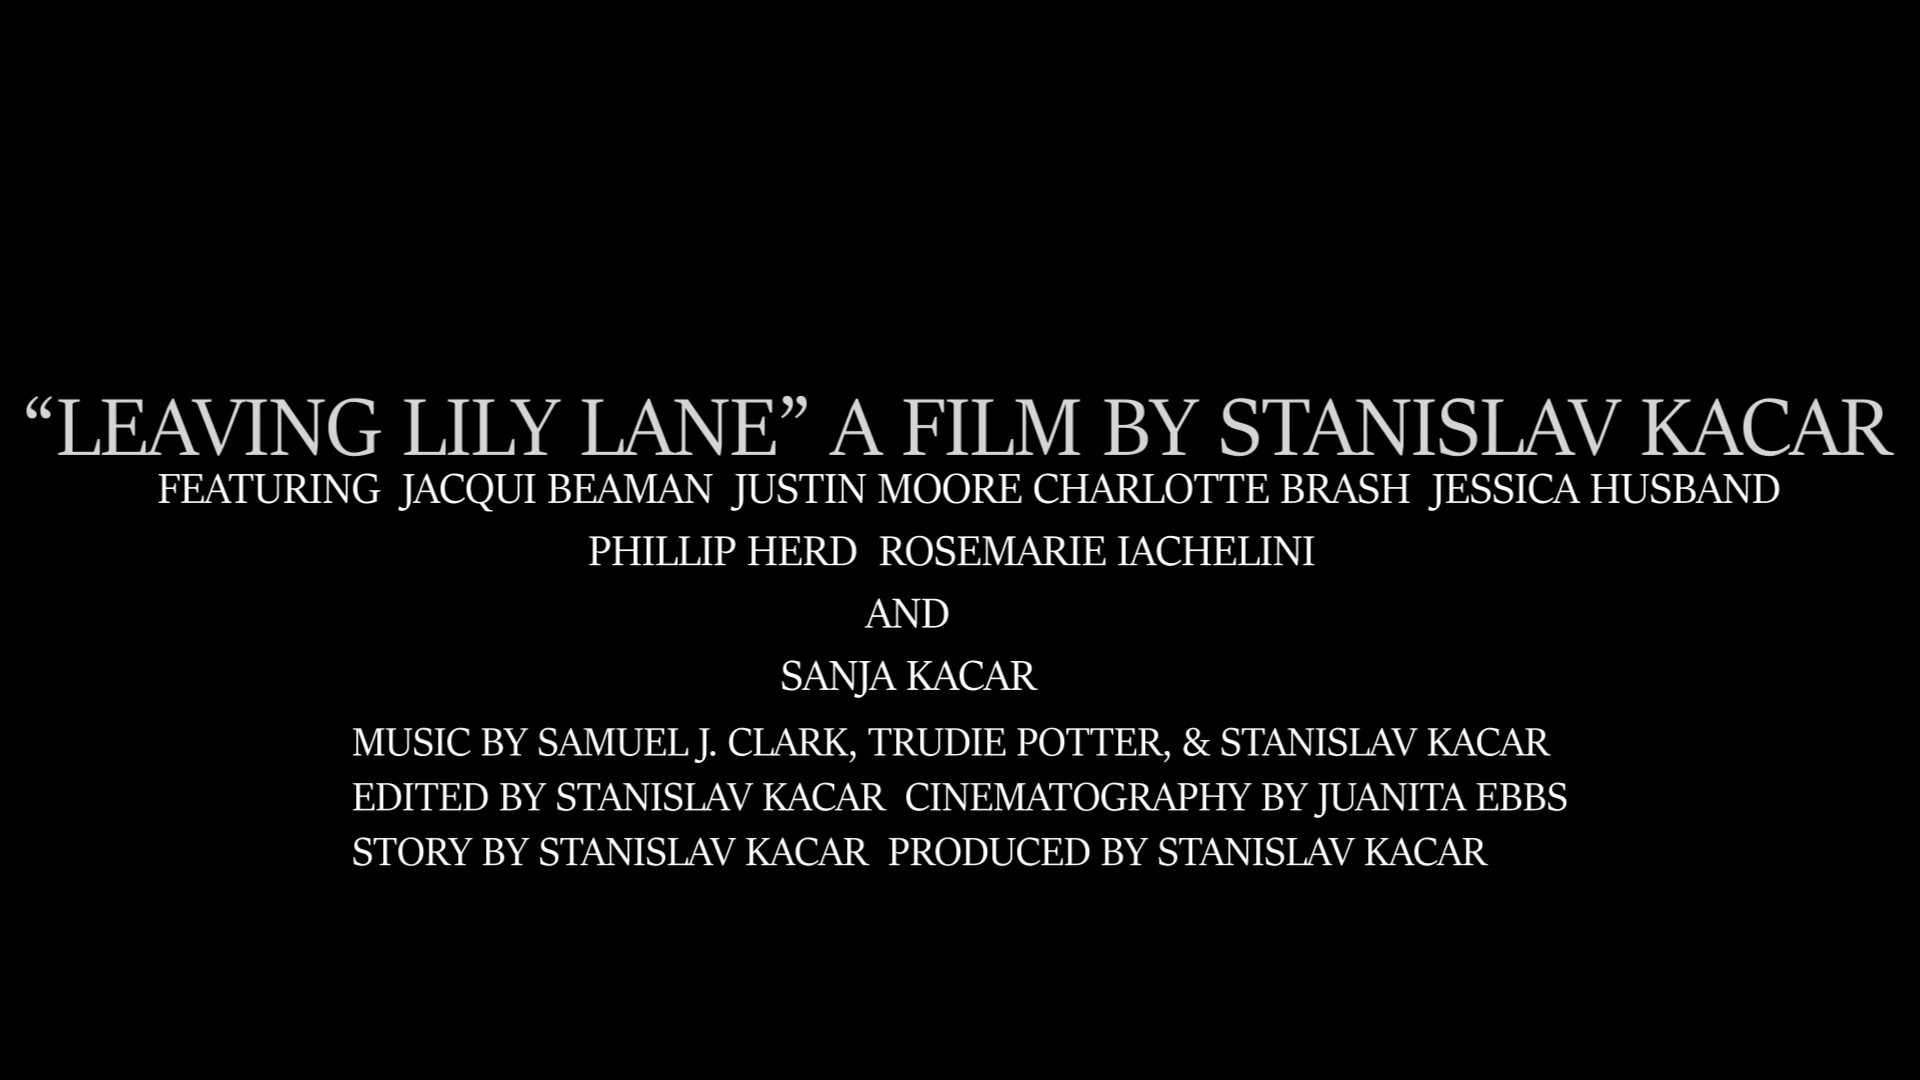 “LEAVING LILY LANE” A FILM BY STANISLAV KACAR
FEATURING JACQUI BEAMAN JUSTIN MOORE CHARLOTTE BRASH JESSICA HUSBAND
PHILLIP HERD ROSEMARIE IACHELINI
AND
SANJA KACAR
MUSIC BY SAMUEL J. CLARK, TRUDIE POTTER, & STANISLAV KACAR
EDITED BY STANISLAV KACAR CINEMATOGRAPHY BY JUANITA EBBS
STORY BY STANISLAV KACAR PRODUCED BY STANISLAV KACAR